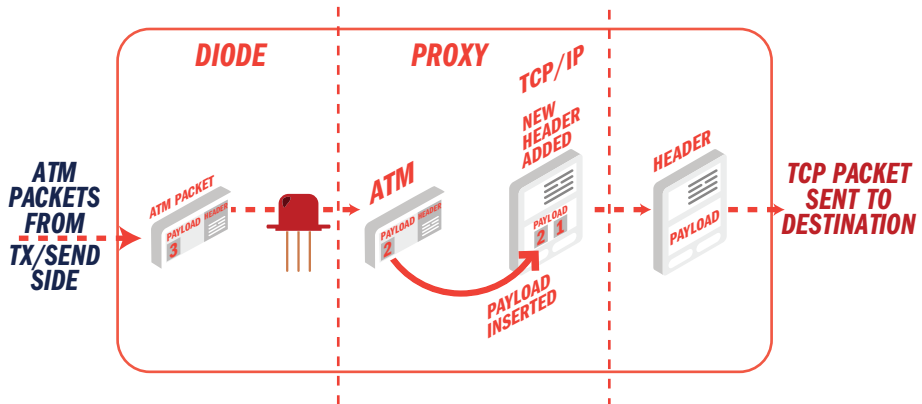 DIODE
PROXY
TCP/IP
NEW
HEADER
ADDED
ATM
PACKETS
FROM
TX/SEND
SIDE
ATM PACKET
PAYLOAD
HEADER
3
ATM
PAYLOAD
HEADER
2
PAYLOAD
2 1
PAYLOAD
INSERTED
HEADER
PAYLOAD
TCP PACKET
SENT TO
DESTINATION